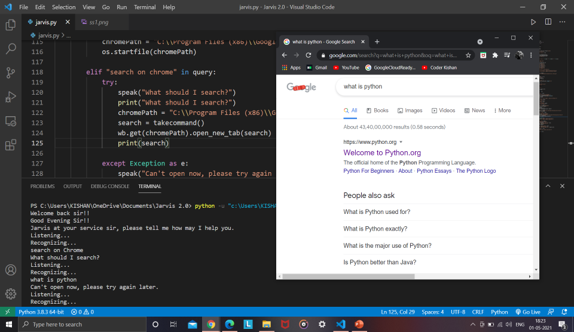 File Edit Selection View Go Run Terminal Help
jarvis.py - Jarvis 2.0 - Visual Studio Code
jarvis.py
ss1.png
jarvis.py > ...
115
116 os.startfile(chromePath)
117
118 elif "search on chrome" in query:
119 try:
120 speak("What should I search?")
121 print("What should I search?")
122 chromePath = "C:\\Program Files (x86)\\G
123 search = takecommand()
124 wb.get(chromePath).open_new_tab(search)
125 print(search)
126
127 except Exception as e:
128 speak("Can't open now, please try again
PROBLEMS OUTPUT DEBUG CONSOLE TERMINAL
PS C:\Users\KISHAN\OneDrive\Documents\Jarvis 2.0> python -u "c:\Users\KISHAN
Welcome back sir!!
Good Evening Sir!!
Jarvis at your service sir, please tell me how may I help you.
Listening...
Recognizing...
search on Chrome
What should I search?
Listening...
Recognizing...
what is python
Can't open now, please try again later.
Listening...
Recognizing...
what is python - Google Search
google.com/search?q=what+is+python&oq=what+is...
Apps Gmail YouTube GoogleCloudReady... Coder Kishan
Google
what is python
All Books Images Videos News More
About 43,40,00,000 results (0.58 seconds)
https://www.python.org
Welcome to Python.org
The official home of the Python Programming Language.
Python For Beginners · About · Python Essays · The Python Logo
People also ask
What is Python used for?
What is Python exactly?
What is the major use of Python?
Is Python better than Java?
Python 3.8.3 64-bit 0 0
Ln 125, Col 29 Spaces: 4 UTF-8 CRLF Python Go Live
Type here to search
ENG
18:23
01-05-2021